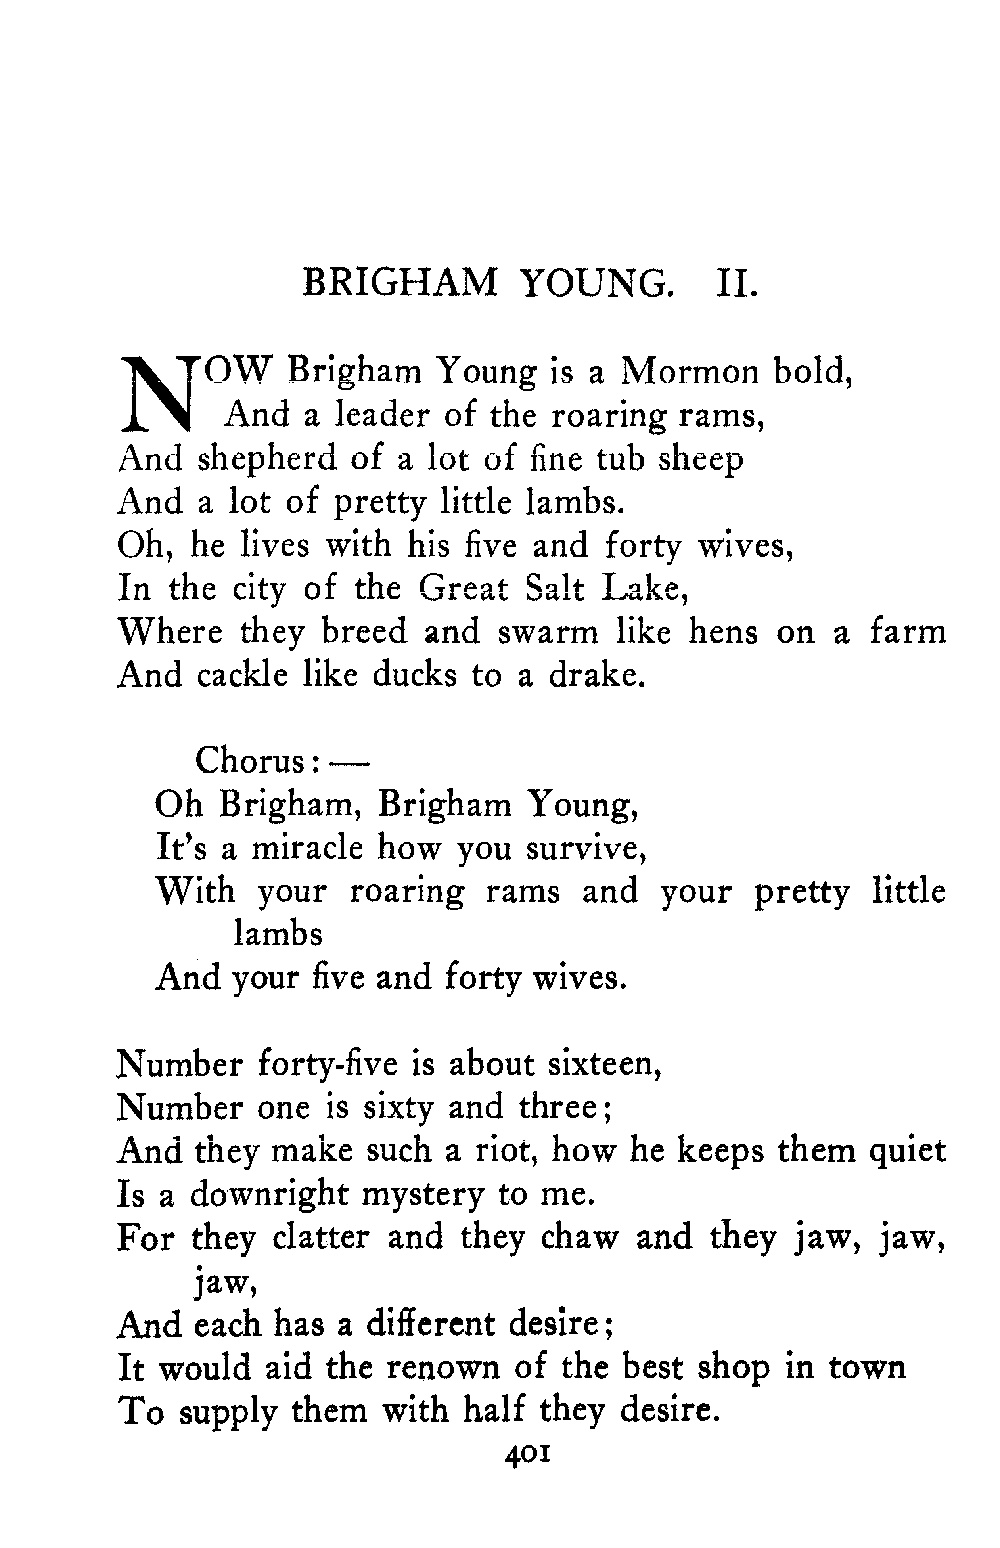 BRIGHAM YOUNG. II.
NOW Brigham Young is a Mormon bold,
And a leader of the roaring rams,
And shepherd of a lot of fine tub sheep
And a lot of pretty little lambs.
Oh, he lives with his five and forty wives,
In the city of the Great Salt Lake,
Where they breed and swarm like hens on a farm
And cackle like ducks to a drake.
Chorus: —
Oh Brigham, Brigham Young,
It's a miracle how you survive,
With your roaring rams and your pretty little
lambs
And your five and forty wives.
Number forty-five is about sixteen,
Number one is sixty and three;
And they make such a riot, how he keeps them quiet
Is a downright mystery to me.
For they clatter and they chaw and they jaw, jaw,
jaw,
And each has a different desire;
It would aid the renown of the best shop in town
To supply them with half they desire.
401